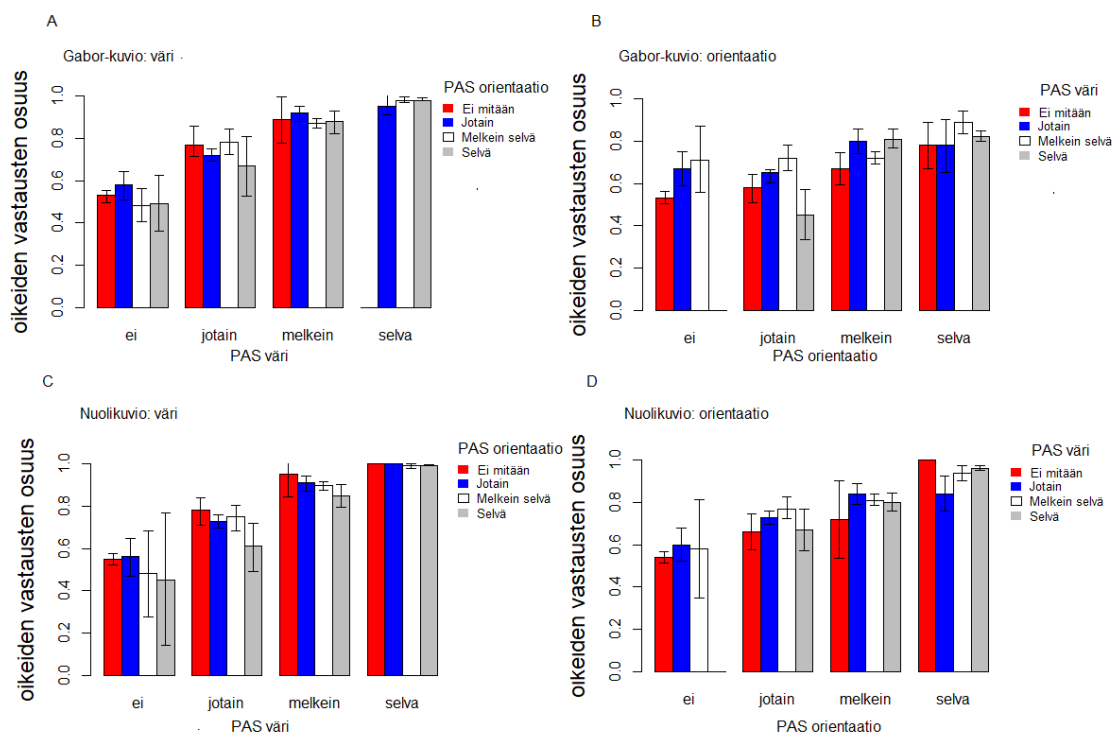 A
Gabor-kuvio: väri
oikeiden vastausten osuus
0.0 0.2 0.4 0.6 0.8 1.0
PAS orientaatio
Ei mitään
Jotain
Melkein selvä
Selvä
ei jotain melkein selva
PAS väri
B
Gabor-kuvio: orientaatio
oikeiden vastausten osuus
0.0 0.2 0.4 0.6 0.8 1.0
PAS väri
Ei mitään
Jotain
Melkein selvä
Selvä
ei jotain melkein selva
PAS orientaatio
C
Nuolikuvio: väri
oikeiden vastausten osuus
0.0 0.2 0.4 0.6 0.8 1.0
PAS orientaatio
Ei mitään
Jotain
Melkein selvä
Selvä
ei jotain melkein selva
PAS väri
D
Nuolikuvio: orientaatio
oikeiden vastausten osuus
0.0 0.2 0.4 0.6 0.8 1.0
PAS väri
Ei mitään
Jotain
Melkein selvä
Selvä
ei jotain melkein selva
PAS orientaatio